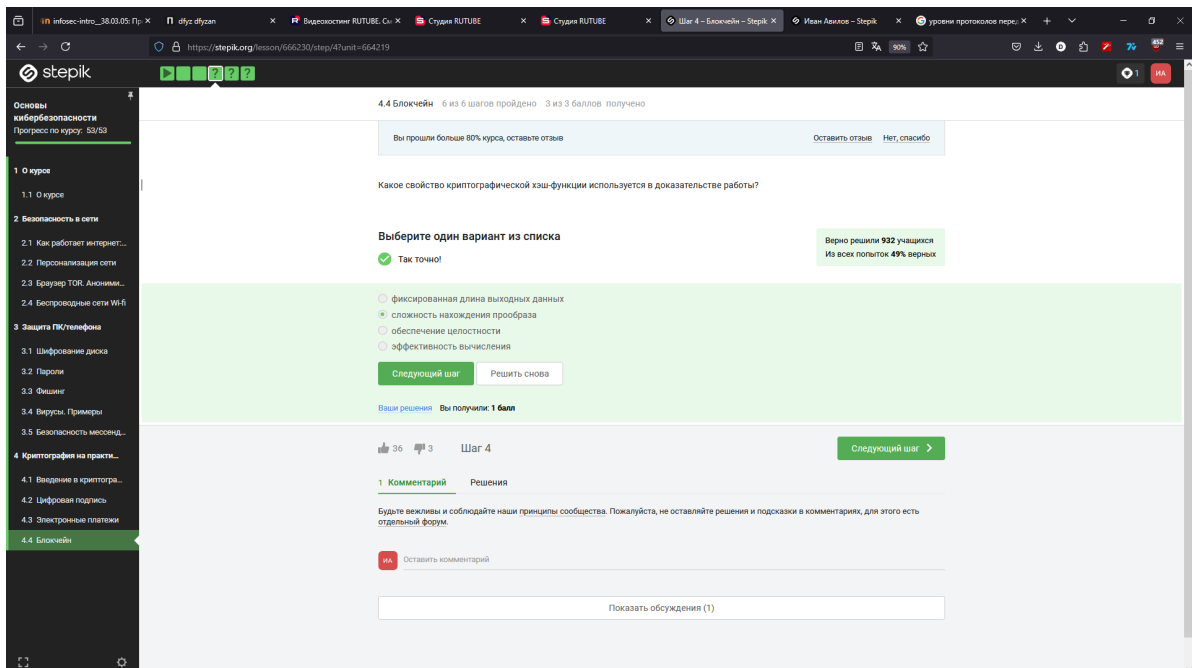 infosec-intro__38.03.05: Пр
dfyz dfyzan
Видеохостинг RUTUBE. См
Студия RUTUBE
Студия RUTUBE
Шаг 4 – Блокчейн – Stepik
Иван Авилов – Stepik
уровни протоколов перед
https://stepik.org/lesson/666230/step/4?unit=664219
90%
452
stepik
1
ИА
Основы
кибербезопасности
Прогресс по курсу: 53/53
1 О курсе
1.1 О курсе
2 Безопасность в сети
2.1 Как работает интернет:...
2.2 Персонализация сети
2.3 Браузер TOR. Аноними...
2.4 Беспроводные сети Wi-fi
3 Защита ПК/телефона
3.1 Шифрование диска
3.2 Пароли
3.3 Фишинг
3.4 Вирусы. Примеры
3.5 Безопасность мессенд...
4 Криптография на практи...
4.1 Введение в криптогра...
4.2 Цифровая подпись
4.3 Электронные платежи
4.4 Блокчейн
4.4 Блокчейн 6 из 6 шагов пройдено 3 из 3 баллов получено
Вы прошли больше 80% курса, оставьте отзыв
Оставить отзыв Нет, спасибо
Какое свойство криптографической хэш-функции используется в доказательстве работы?
Выберите один вариант из списка
Так точно!
Верно решили 932 учащихся
Из всех попыток 49% верных
фиксированная длина выходных данных
сложность нахождения прообраза
обеспечение целостности
эффективность вычисления
Следующий шаг Решить снова
Ваши решения Вы получили: 1 балл
36 3 Шаг 4
Следующий шаг
1 Комментарий Решения
Будьте вежливы и соблюдайте наши принципы сообщества. Пожалуйста, не оставляйте решения и подсказки в комментариях, для этого есть
отдельный форум.
ИА Оставить комментарий
Показать обсуждения (1)